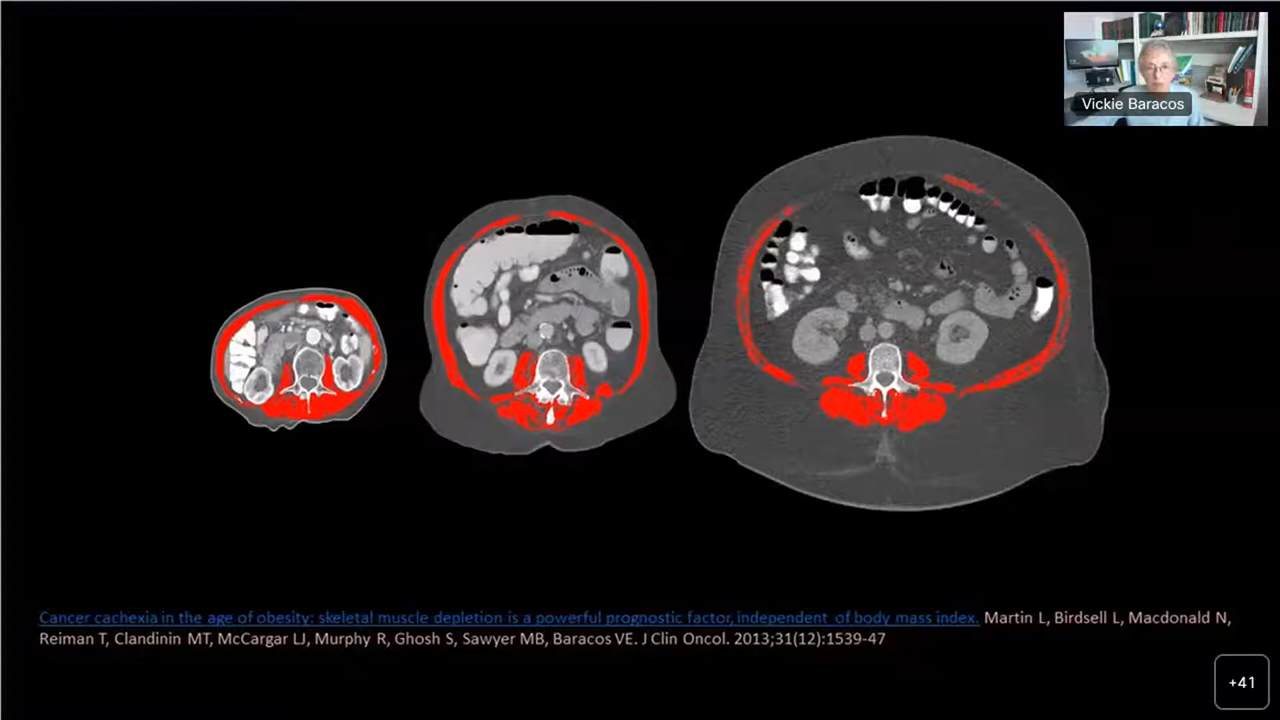 Vickie Baracos
Cancer cachexia in the age of obesity: skeletal muscle depletion is a powerful prognostic factor, independent of body mass index. Martin L, Birdsell L, Macdonald N,
Reiman T, Clandinin MT, McCargar LJ, Murphy R, Ghosh S, Sawyer MB, Baracos VE. J Clin Oncol. 2013;31(12):1539-47
+41